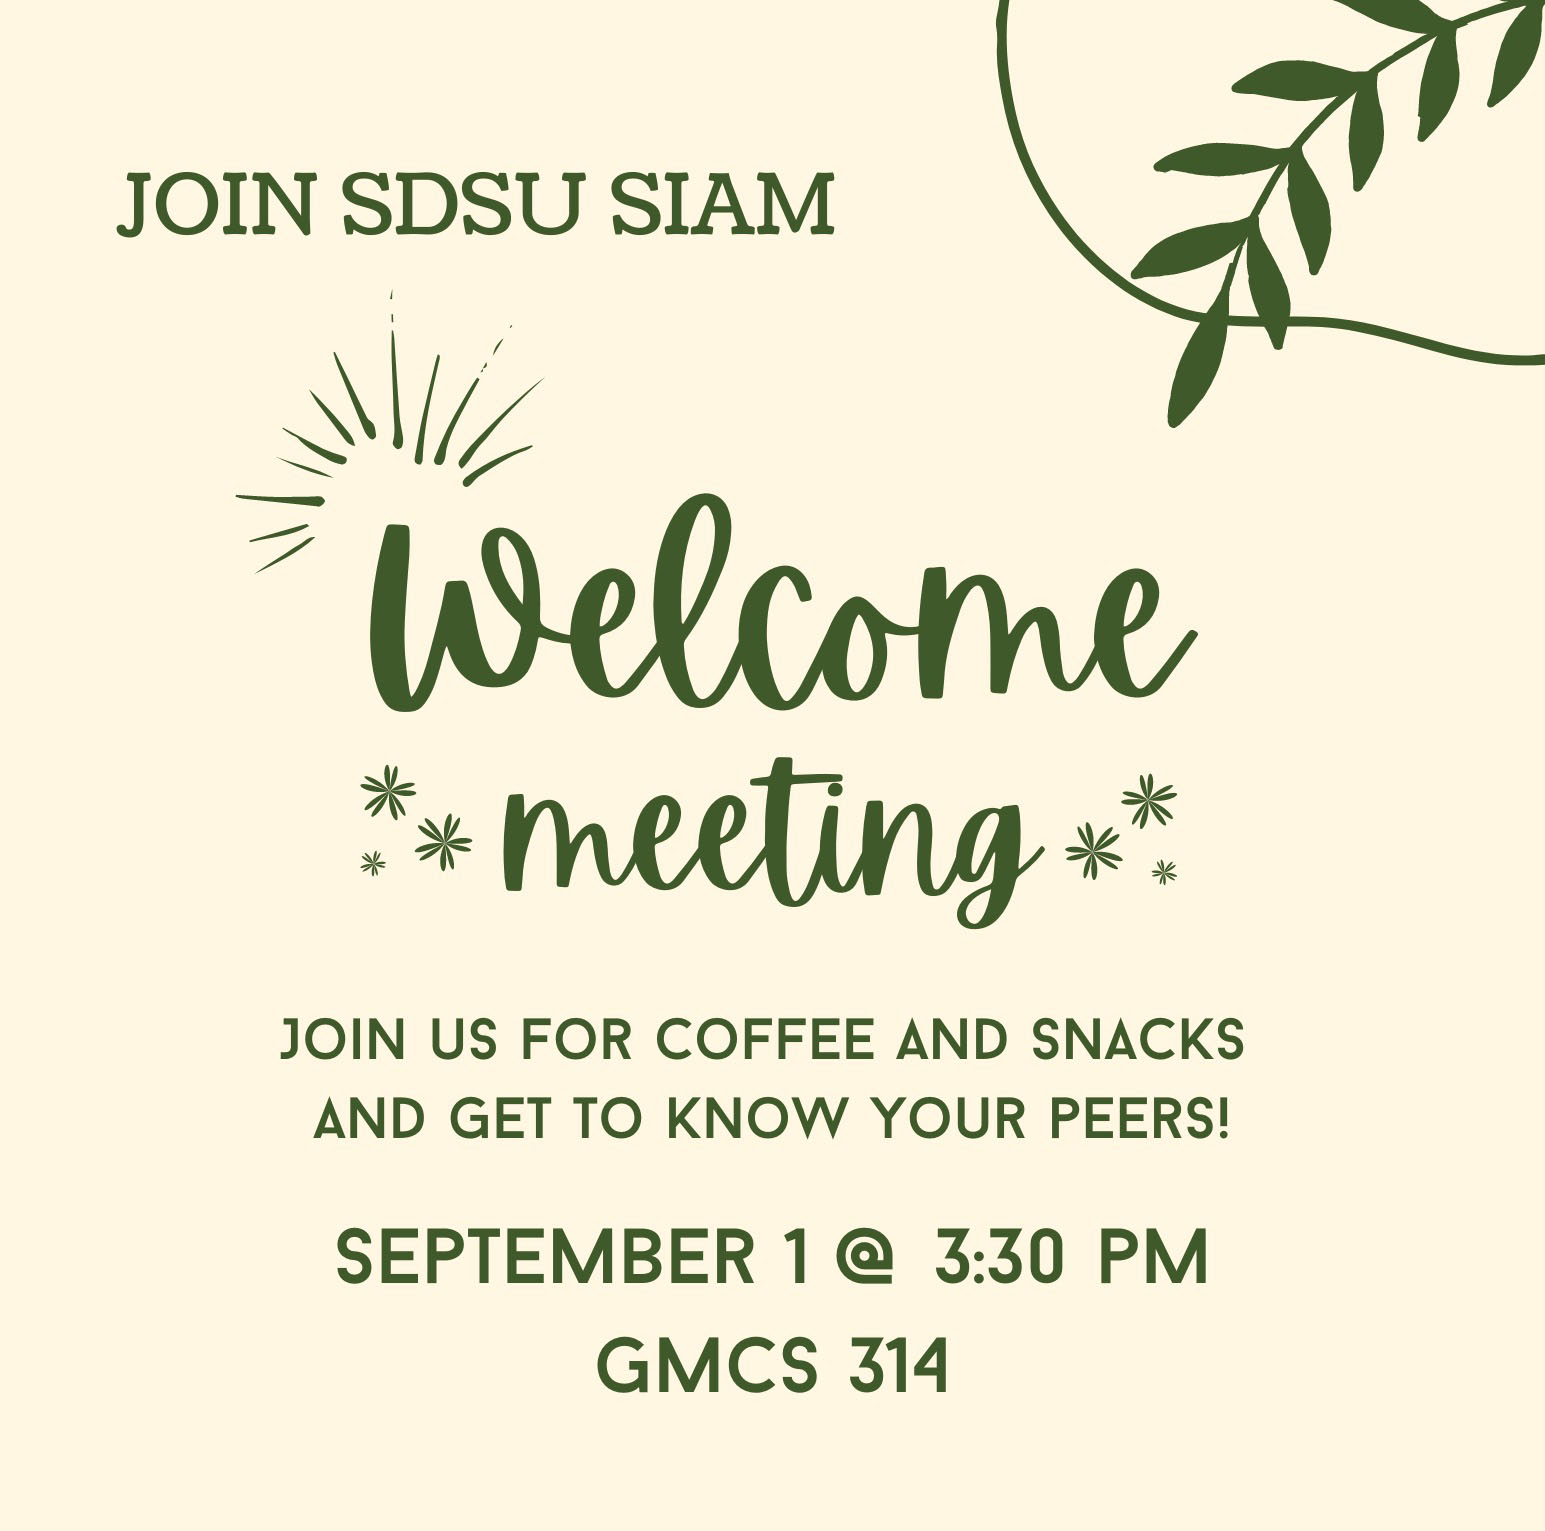 JOIN SDSU SIAM
Welcome
meeting
JOIN US FOR COFFEE AND SNACKS
AND GET TO KNOW YOUR PEERS!
SEPTEMBER 1 @ 3:30 PM
GMCS 314